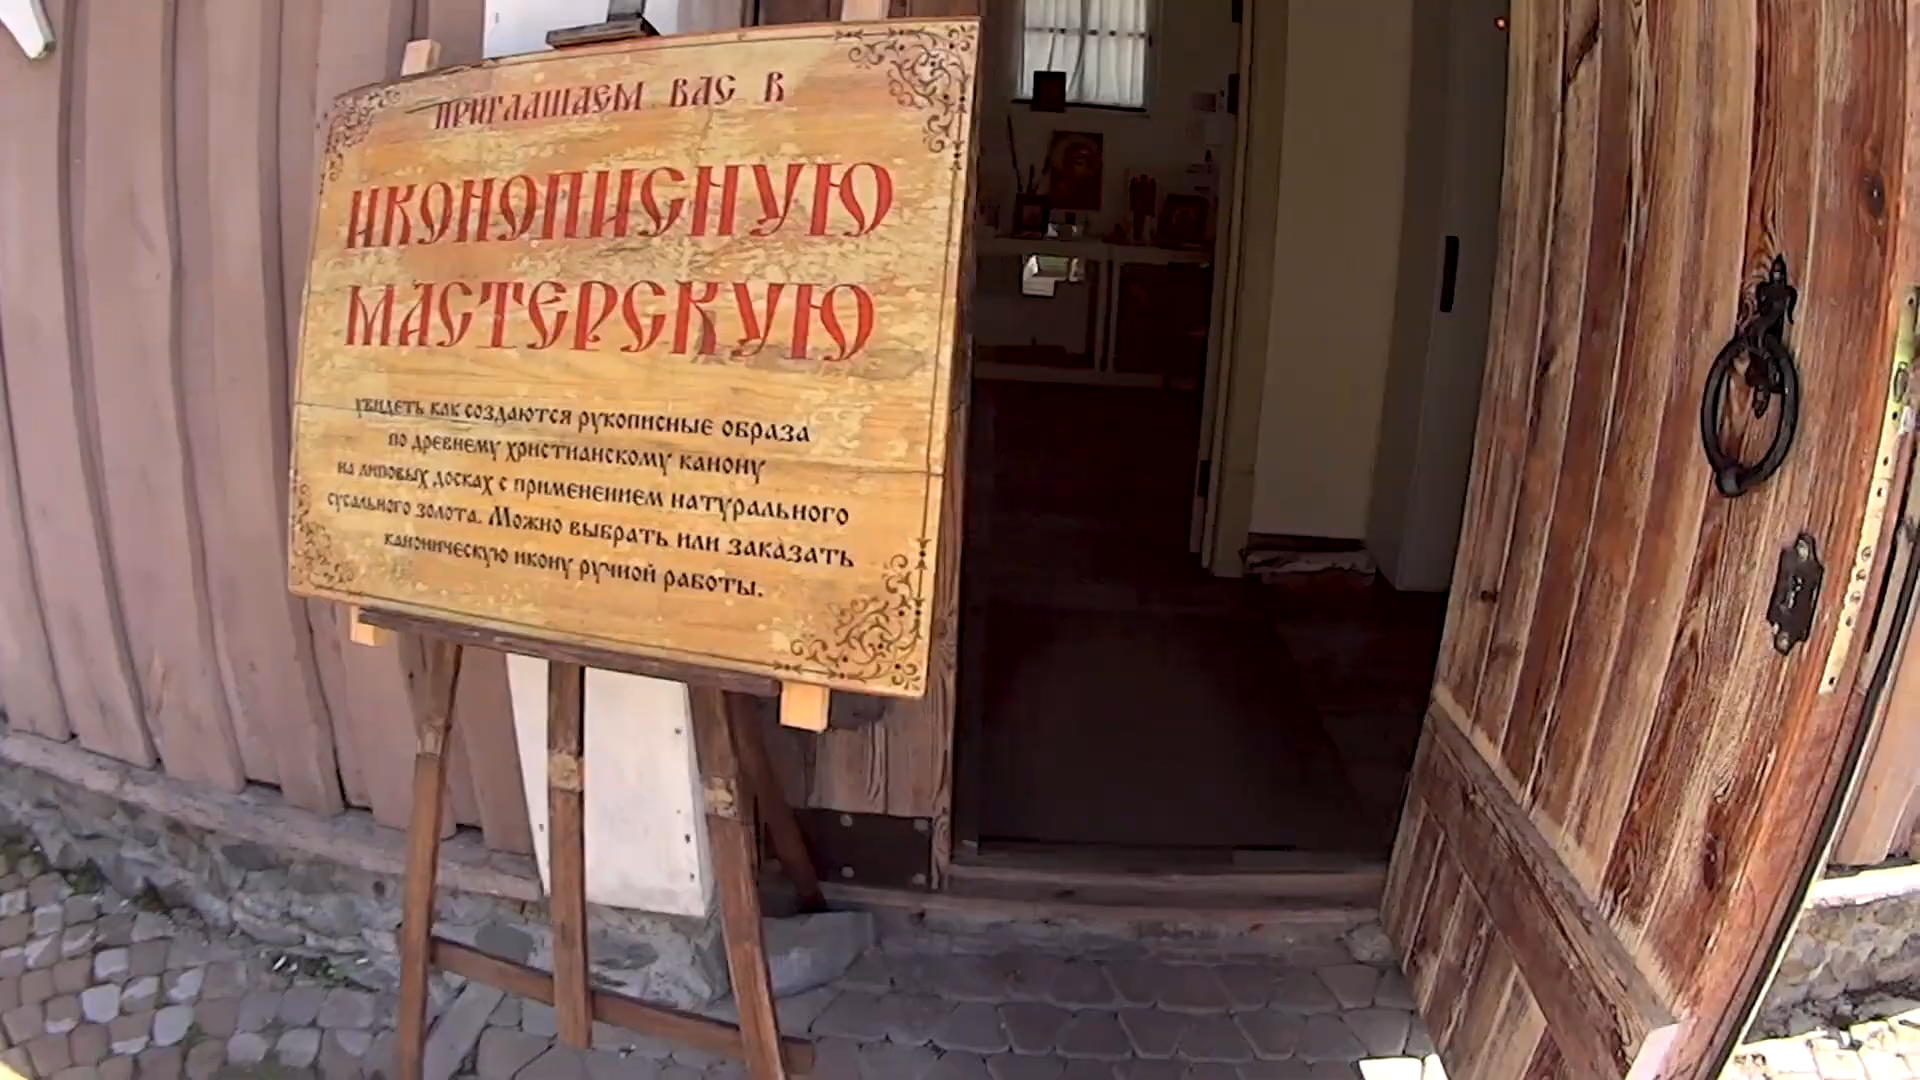 ПРИГЛАШАЕМ ВАС В
ИКОНОПИСНУЮ
МАСТЕРСКУЮ
увидеть как создаются рукописные образа
по древнему христианскому канону
на липовых досках с применением натурального
сусального золота. Можно выбрать или заказать
каноническую икону ручной работы.